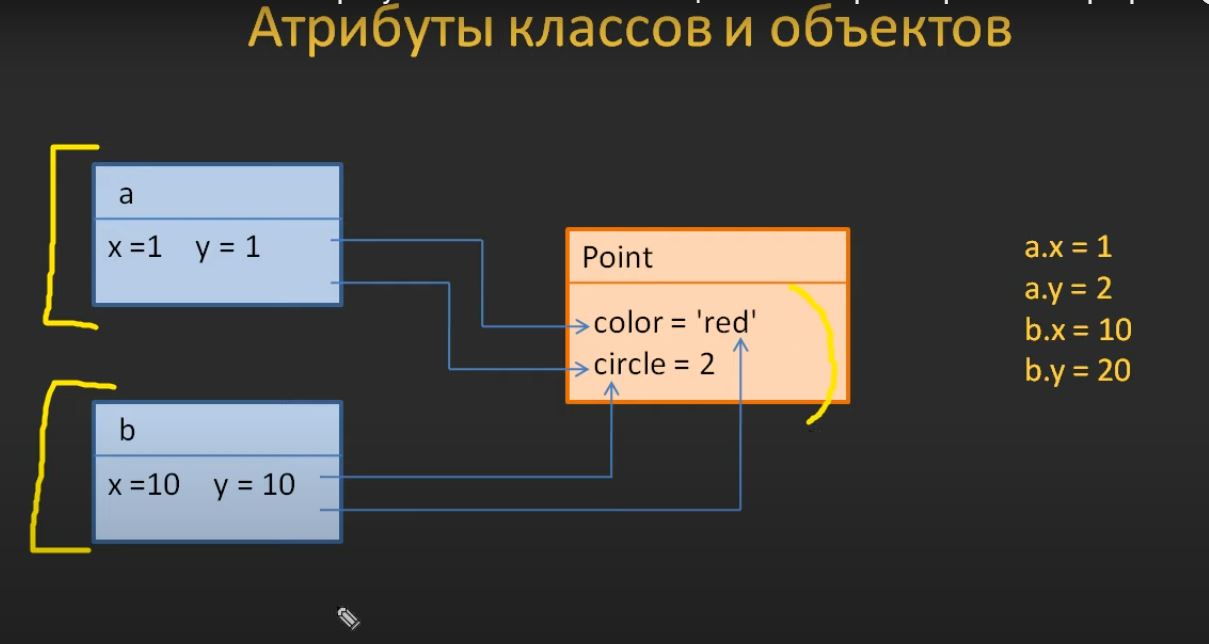 Атрибуты классов и объектов
a
x =1 y = 1
Point
color = 'red'
circle = 2
b
x =10 y = 10
a.x = 1
a.y = 2
b.x = 10
b.y = 20